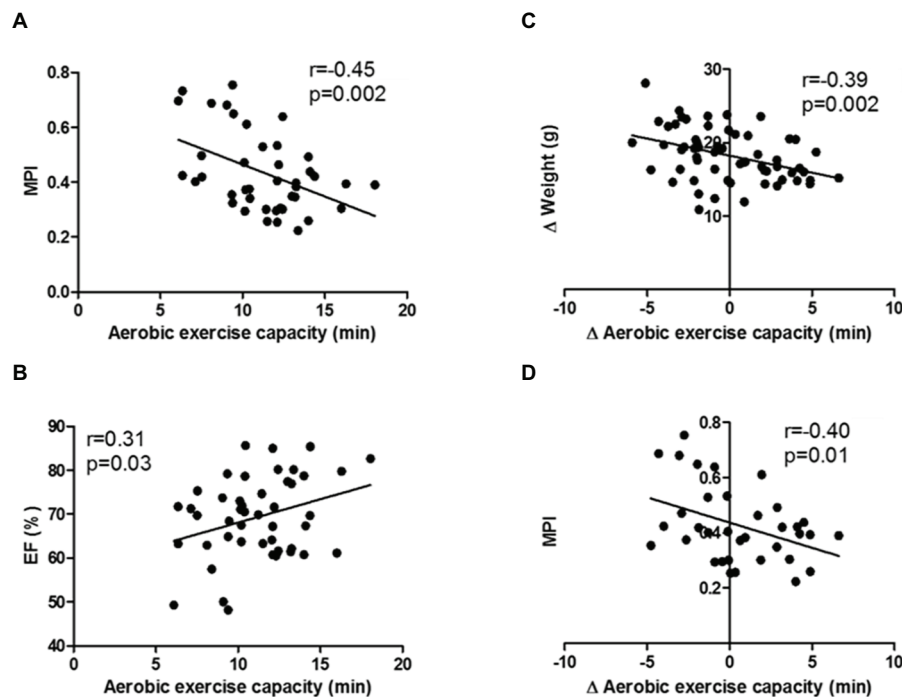 A
r=-0.45
p=0.002
0.8
0.6
0.4
0.2
0.0
MPI
0 5 10 15 20
Aerobic exercise capacity (min)
C
r=-0.39
p=0.002
30
20
10
Δ Weight (g)
-10 -5 0 5 10
Δ Aerobic exercise capacity (min)
B
r=0.31
p=0.03
90
80
70
60
50
40
EF (%)
0 5 10 15 20
Aerobic exercise capacity (min)
D
r=-0.40
p=0.01
0.8
0.6
0.4
0.2
MPI
-10 -5 0 5 10
Δ Aerobic exercise capacity (min)